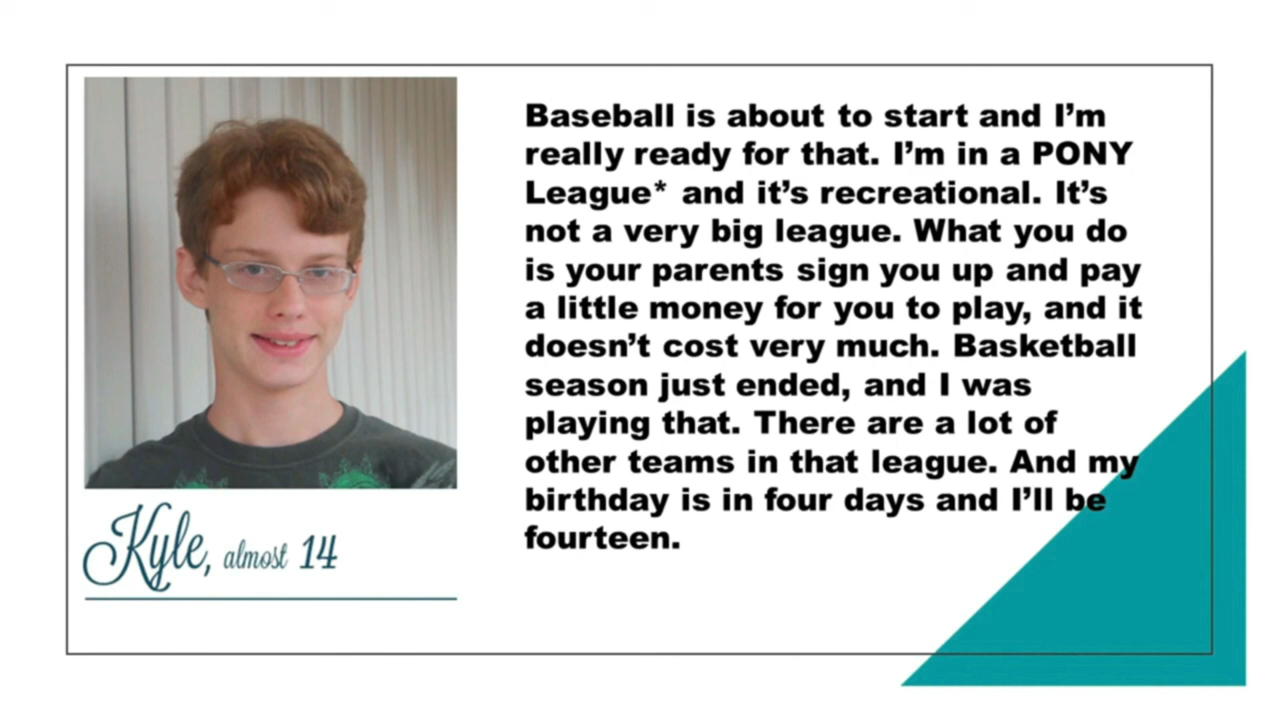 Baseball is about to start and I’m
really ready for that. I’m in a PONY
League* and it’s recreational. It’s
not a very big league. What you do
is your parents sign you up and pay
a little money for you to play, and it
doesn’t cost very much. Basketball
season just ended, and I was
playing that. There are a lot of
other teams in that league. And my
birthday is in four days and I’ll be
fourteen.
Kyle, almost 14